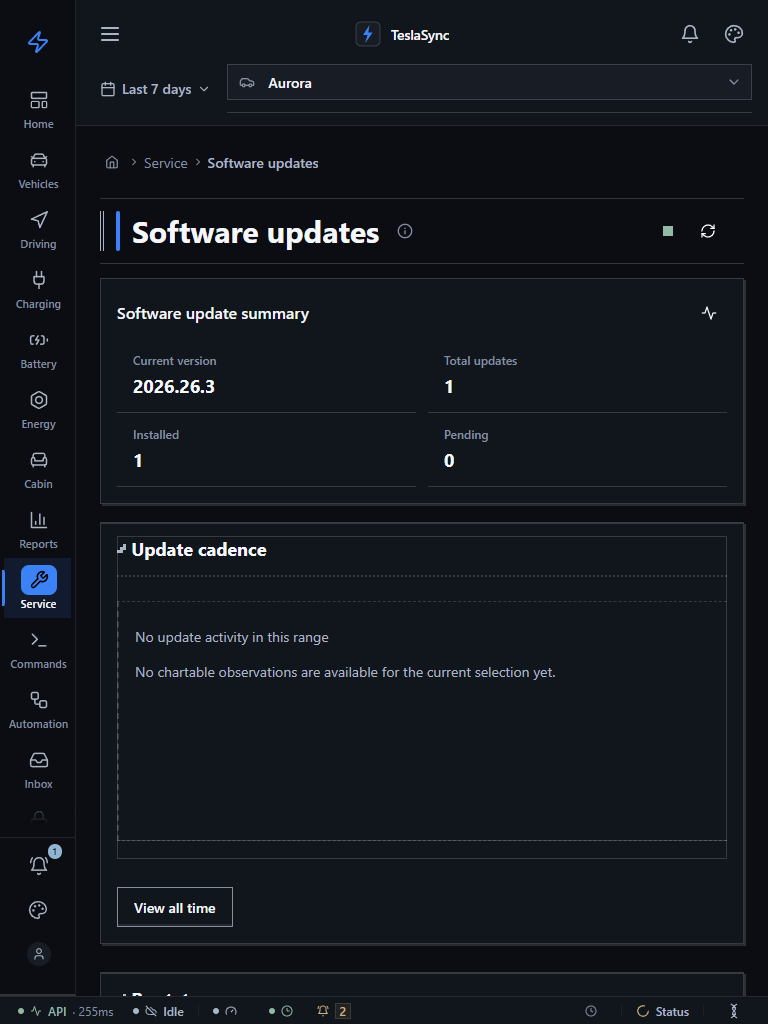 TeslaSync
Last 7 days
Aurora
Home
Vehicles
Driving
Charging
Battery
Energy
Cabin
Reports
Service
Commands
Automation
Inbox
1
Service
Software updates
Software updates
Software update summary
Current version
2026.26.3
Total updates
1
Installed
1
Pending
0
Update cadence
No update activity in this range
No chartable observations are available for the current selection yet.
View all time
API · 255ms
Idle
2
Status